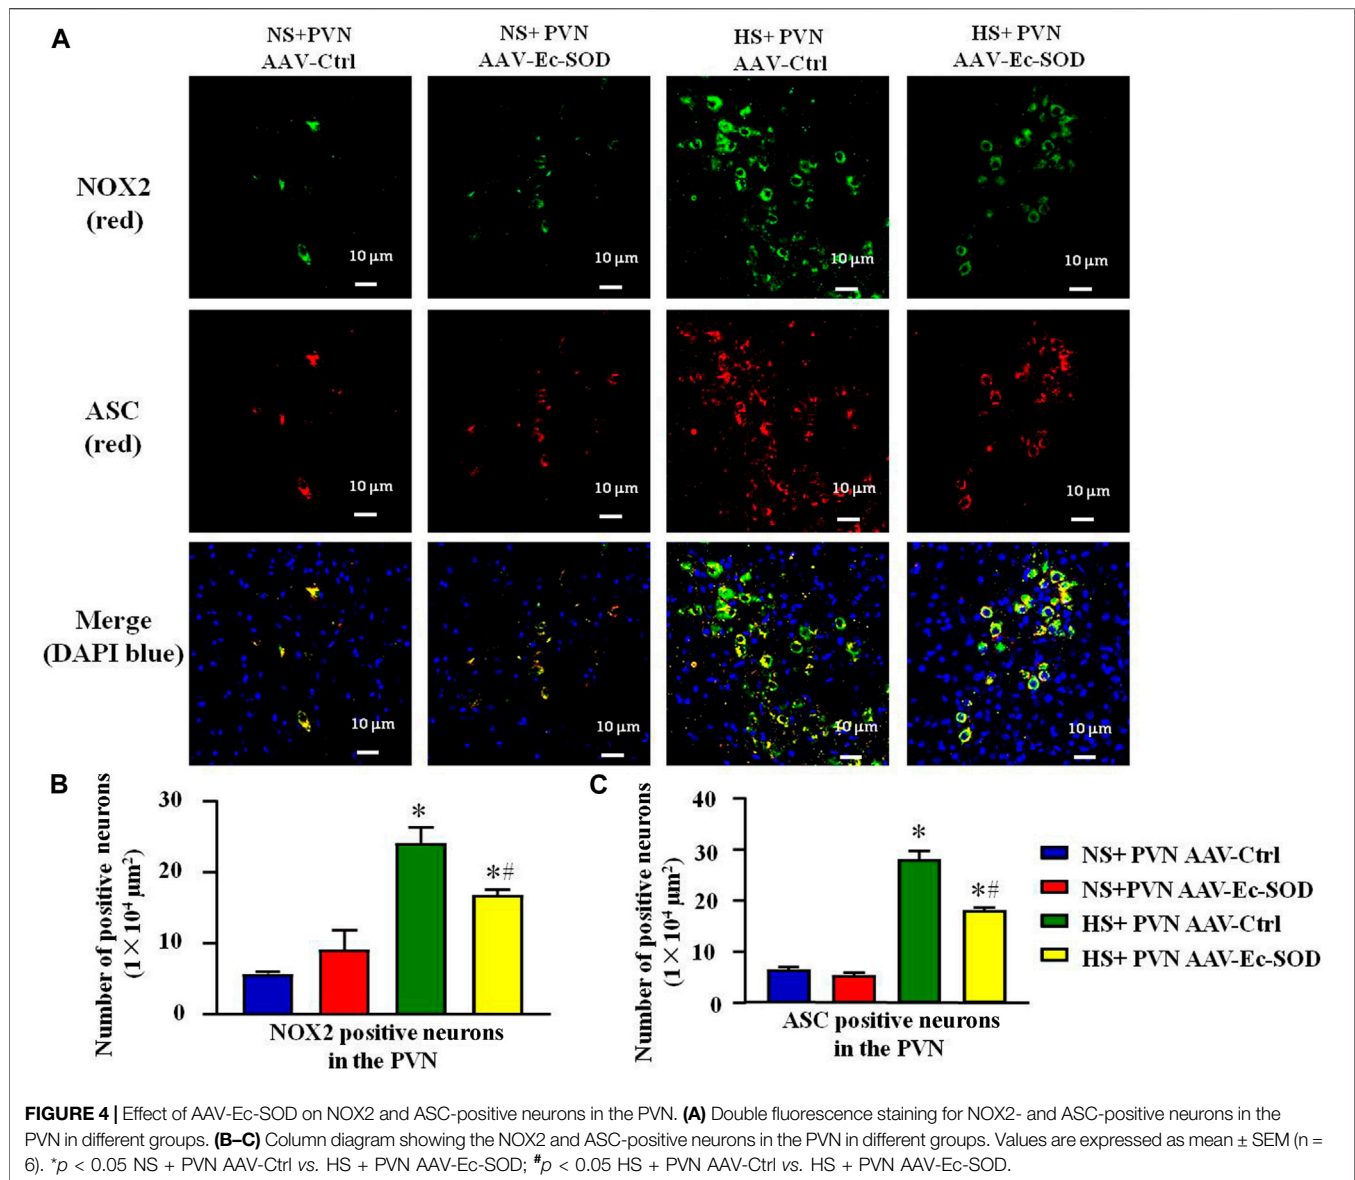 A
NS+PVN
AAV-Ctrl
NS+ PVN
AAV-Ec-SOD
HS+ PVN
AAV-Ctrl
HS+ PVN
AAV-Ec-SOD
NOX2
(red)
10 µm
10 µm
10 µm
10 µm
ASC
(red)
10 µm
10 µm
10 µm
10 µm
Merge
(DAPI blue)
10 µm
10 µm
10 µm
10 µm
B
Number of positive neurons
(1×10⁴ µm²)
30
20
10
0
*
*#
NOX2 positive neurons
in the PVN
C
Number of positive neurons
(1×10⁴ µm²)
40
30
20
10
0
*
*#
ASC positive neurons
in the PVN
NS+ PVN AAV-Ctrl
NS+PVN AAV-Ec-SOD
HS+ PVN AAV-Ctrl
HS+ PVN AAV-Ec-SOD
FIGURE 4 | Effect of AAV-Ec-SOD on NOX2 and ASC-positive neurons in the PVN. (A) Double fluorescence staining for NOX2- and ASC-positive neurons in the
PVN in different groups. (B–C) Column diagram showing the NOX2 and ASC-positive neurons in the PVN in different groups. Values are expressed as mean ± SEM (n =
6). *p < 0.05 NS + PVN AAV-Ctrl vs. HS + PVN AAV-Ec-SOD; #p < 0.05 HS + PVN AAV-Ctrl vs. HS + PVN AAV-Ec-SOD.